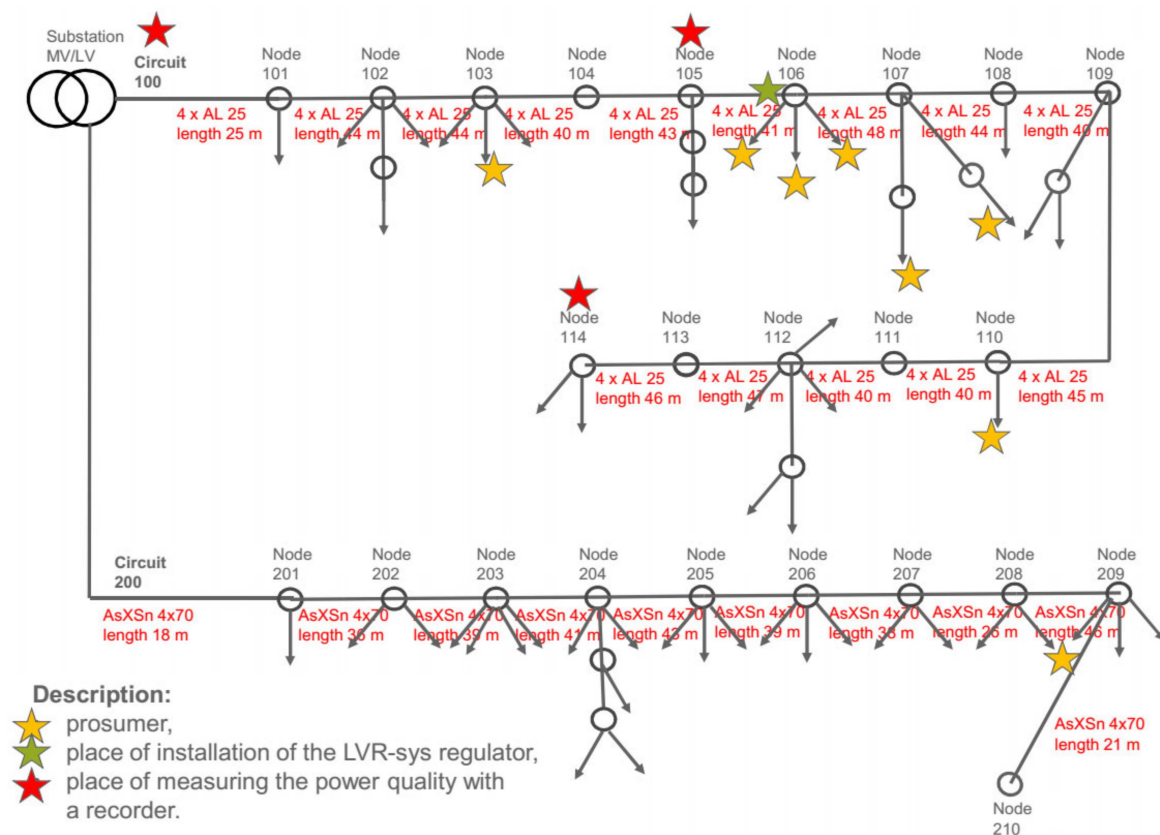 Substation
MV/LV
Circuit
100
Node
101
Node
102
Node
103
Node
104
Node
105
Node
106
Node
107
Node
108
Node
109
4 x AL 25
length 25 m
4 x AL 25
length 44 m
4 x AL 25
length 44 m
4 x AL 25
length 40 m
4 x AL 25
length 43 m
4 x AL 25
length 41 m
4 x AL 25
length 48 m
4 x AL 25
length 44 m
4 x AL 25
length 40 m
Node
114
Node
113
Node
112
Node
111
Node
110
4 x AL 25
length 46 m
4 x AL 25
length 47 m
4 x AL 25
length 40 m
4 x AL 25
length 40 m
4 x AL 25
length 45 m
Circuit
200
Node
201
Node
202
Node
203
Node
204
Node
205
Node
206
Node
207
Node
208
Node
209
AsXSn 4x70
length 18 m
AsXSn 4x70
length m
AsXSn 4x70
length 39 m
AsXSn 4x70
length 41 m
AsXSn 4x70
length m
AsXSn 4x70
length 39 m
AsXSn 4x70
length m
AsXSn 4x70
length 26 m
AsXSn 4x70
length 46 m
AsXSn 4x70
length 21 m
Node
210
Description:
prosumer,
place of installation of the LVR-sys regulator,
place of measuring the power quality with
a recorder.